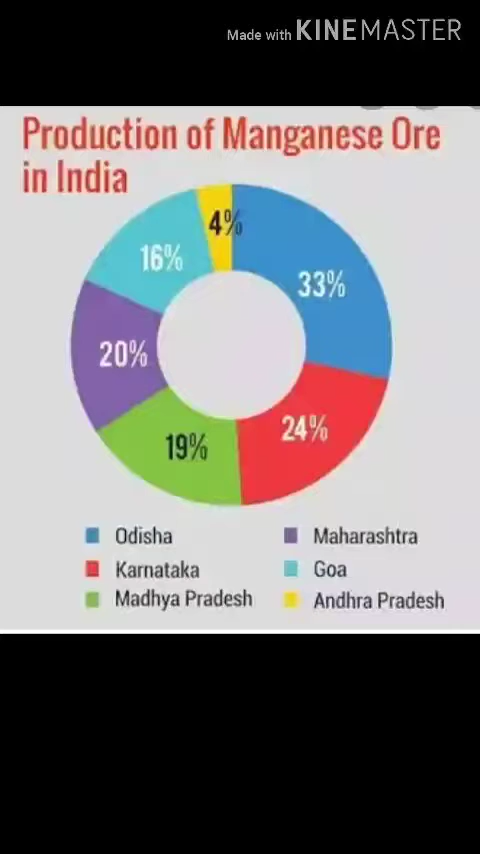 Made with KINEMASTER
Production of Manganese Ore
in India
4%
16%
33%
20%
24%
19%
Odisha
Maharashtra
Karnataka
Goa
Madhya Pradesh
Andhra Pradesh